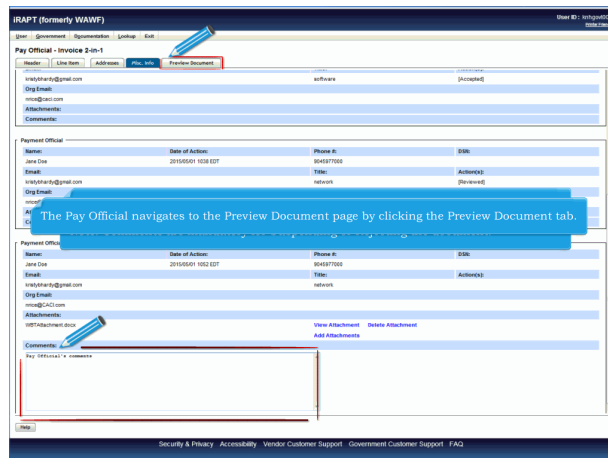 iRAPT (formerly WAWF)
User ID :
User Government Documentation Lookup Exit
Pay Official - Invoice 2-in-1
Header Line Item Addresses Misc. Info Preview Document
kristybhardy@gmail.com software [Accepted]
Org Email:
nrice@caci.com
Attachments:
Comments:
Payment Official
Name: Date of Action: Phone #: DSN:
Jane Doe 2015/05/01 1038 EDT 9045977000
Email: Title: Action(s):
kristybhardy@gmail.com network [Reviewed]
Org Email:
The Pay Official navigates to the Preview Document page by clicking the Preview Document tab.
Payment Official
Name: Date of Action: Phone #: DSN:
Jane Doe 2015/05/01 1052 EDT 9045977000
Email: Title: Action(s):
kristybhardy@gmail.com network
Org Email:
nrice@CACI.com
Attachments:
WBTAttachment.docx View Attachment Delete Attachment
Add Attachments
Comments:
Pay Official's comments
Help
Security & Privacy Accessibility Vendor Customer Support Government Customer Support FAQ